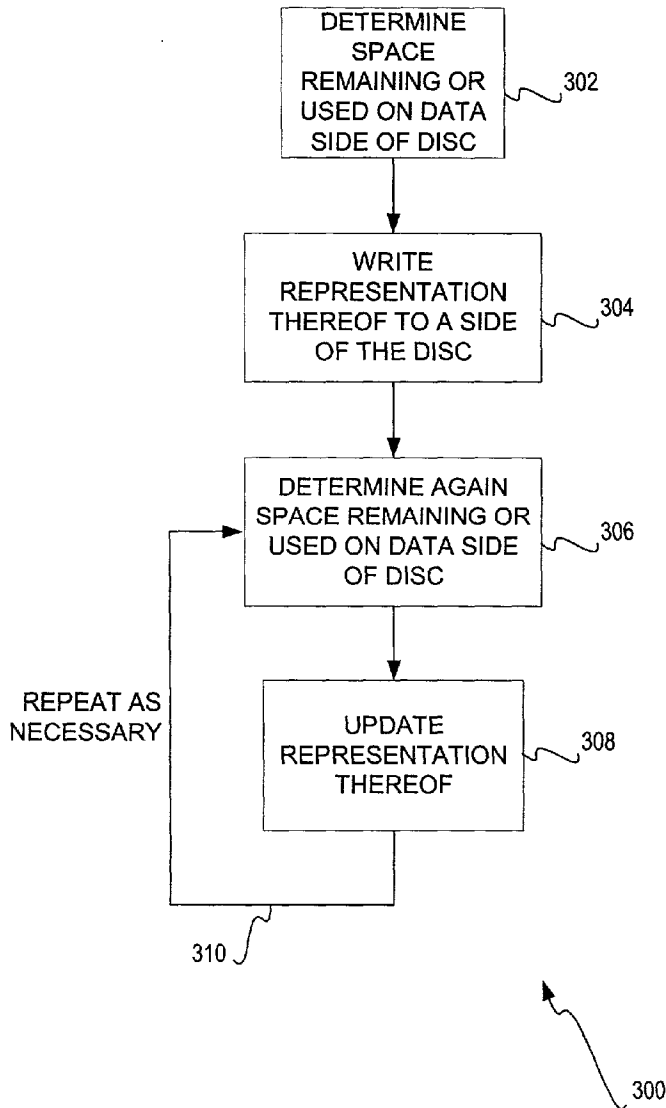 DETERMINE
SPACE
REMAINING OR
USED ON DATA
SIDE OF DISC
302
WRITE
REPRESENTATION
THEREOF TO A SIDE
OF THE DISC
304
DETERMINE AGAIN
SPACE REMAINING OR
USED ON DATA SIDE
OF DISC
306
REPEAT AS
NECESSARY
UPDATE
REPRESENTATION
THEREOF
308
310
300